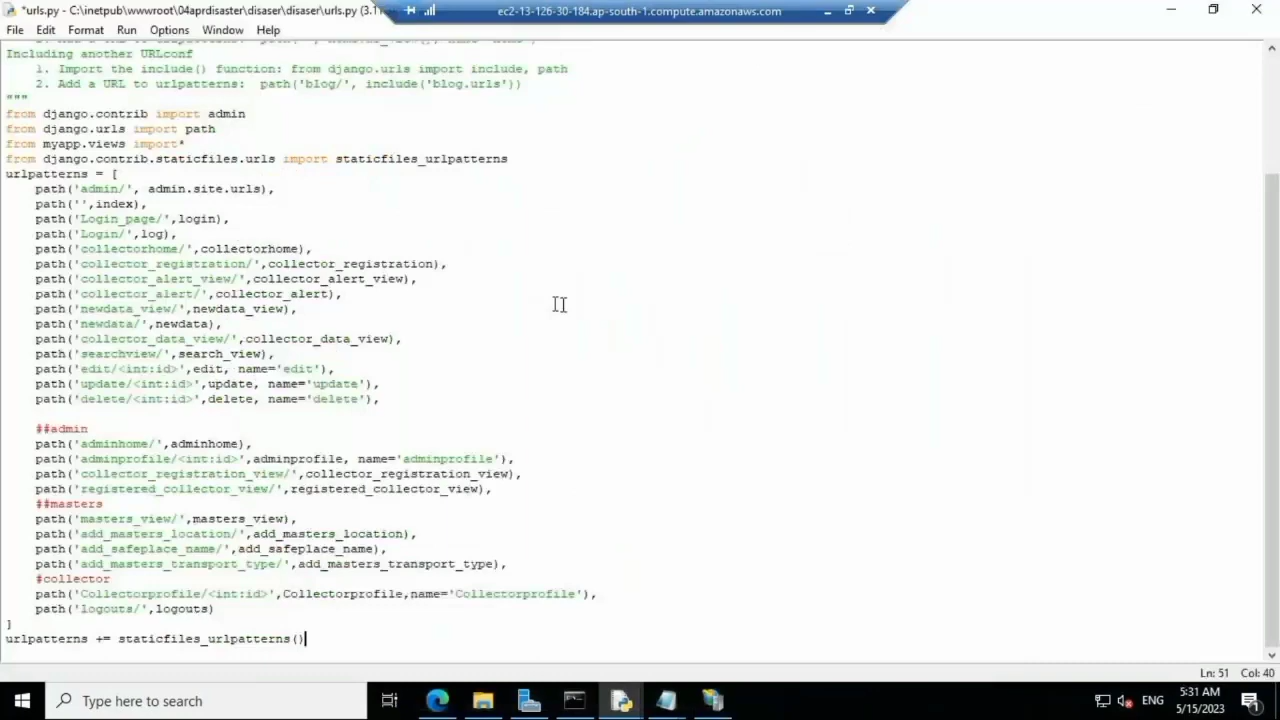 *urls.py - C:\inetpub\wwwroot\04aprdisaster\disaser\disaser\urls.py (3.1
ec2-13-126-30-184.ap-south-1.compute.amazonaws.com
File Edit Format Run Options Window Help
Including another URLconf
1. Import the include() function: from django.urls import include, path
2. Add a URL to urlpatterns: path('blog/', include('blog.urls'))
"""
from django.contrib import admin
from django.urls import path
from myapp.views import*
from django.contrib.staticfiles.urls import staticfiles_urlpatterns
urlpatterns = [
path('admin/', admin.site.urls),
path('',index),
path('Login_page/',login),
path('Login/',log),
path('collectorhome/',collectorhome),
path('collector_registration/',collector_registration),
path('collector_alert_view/',collector_alert_view),
path('collector_alert/',collector_alert),
path('newdata_view/',newdata_view),
path('newdata/',newdata),
path('collector_data_view/',collector_data_view),
path('searchview/',search_view),
path('edit/<int:id>',edit, name='edit'),
path('update/<int:id>',update, name='update'),
path('delete/<int:id>',delete, name='delete'),
##admin
path('adminhome/',adminhome),
path('adminprofile/<int:id>',adminprofile, name='adminprofile'),
path('collector_registration_view/',collector_registration_view),
path('registered_collector_view/',registered_collector_view),
##masters
path('masters_view/',masters_view),
path('add_masters_location/',add_masters_location),
path('add_safeplace_name/',add_safeplace_name),
path('add_masters_transport_type/',add_masters_transport_type),
#collector
path('Collectorprofile/<int:id>',Collectorprofile,name='Collectorprofile'),
path('logouts/',logouts)
]
urlpatterns += staticfiles_urlpatterns()
Ln: 51 Col: 40
Type here to search
ENG
5:31 AM
5/15/2023
1